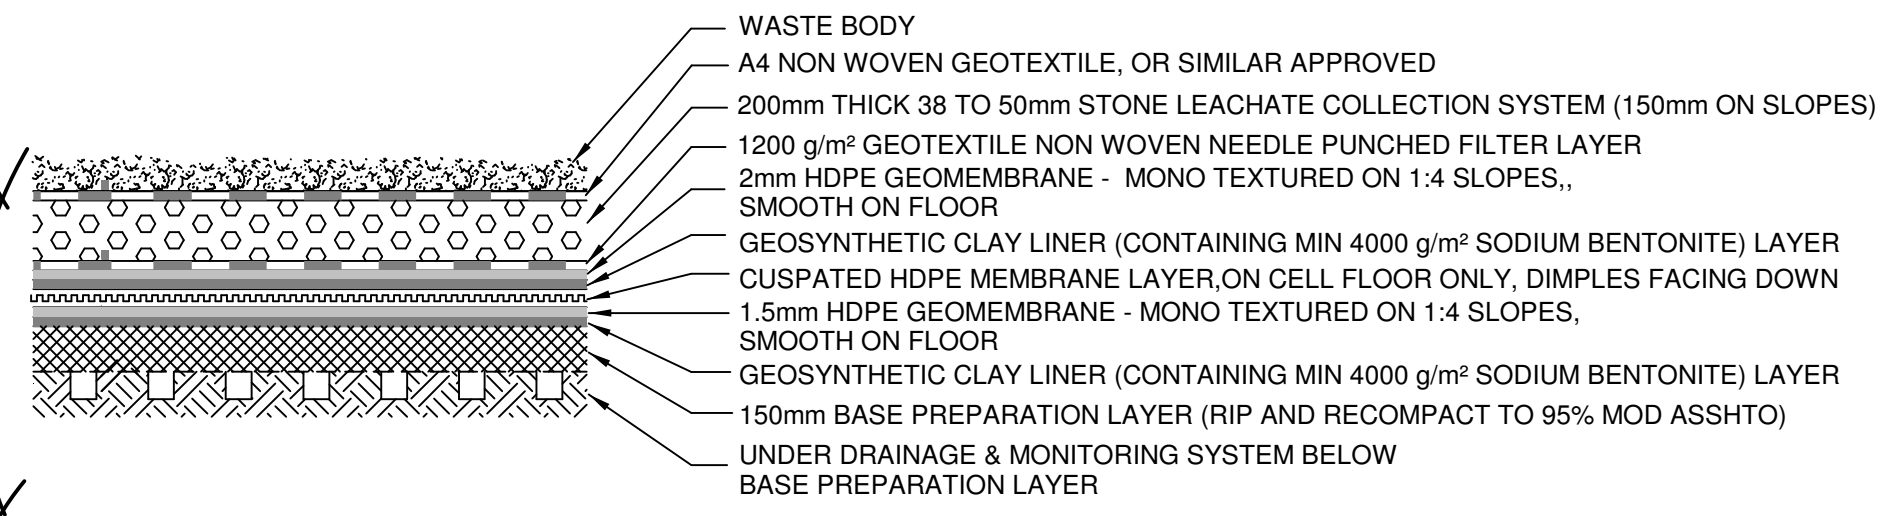 WASTE BODY
A4 NON WOVEN GEOTEXTILE, OR SIMILAR APPROVED
200mm THICK 38 TO 50mm STONE LEACHATE COLLECTION SYSTEM (150mm ON SLOPES)
1200 g/m² GEOTEXTILE NON WOVEN NEEDLE PUNCHED FILTER LAYER
2mm HDPE GEOMEMBRANE - MONO TEXTURED ON 1:4 SLOPES,,
SMOOTH ON FLOOR
GEOSYNTHETIC CLAY LINER (CONTAINING MIN 4000 g/m² SODIUM BENTONITE) LAYER
CUSPATED HDPE MEMBRANE LAYER,ON CELL FLOOR ONLY, DIMPLES FACING DOWN
1.5mm HDPE GEOMEMBRANE - MONO TEXTURED ON 1:4 SLOPES,
SMOOTH ON FLOOR
GEOSYNTHETIC CLAY LINER (CONTAINING MIN 4000 g/m² SODIUM BENTONITE) LAYER
150mm BASE PREPARATION LAYER (RIP AND RECOMPACT TO 95% MOD ASSHTO)
UNDER DRAINAGE & MONITORING SYSTEM BELOW
BASE PREPARATION LAYER